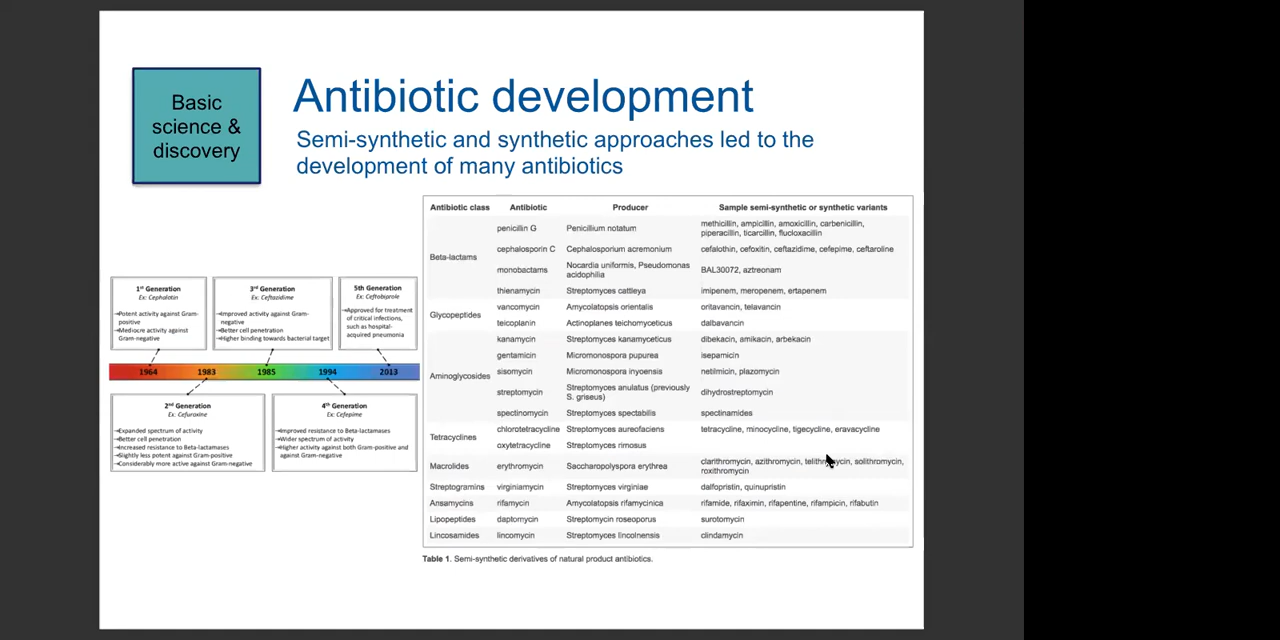 Basic
science &
discovery
Antibiotic development
Semi-synthetic and synthetic approaches led to the
development of many antibiotics
1st Generation
Ex: Cephalotin
Potent activity against Gram-
positive
Mediocre activity against
Gram-negative
3rd Generation
Ex: Ceftazidime
Improved activity against Gram-
negative
Better cell penetration
Higher binding towards bacterial target
5th Generation
Ex: Ceftobiprole
Approved for treatment
of critical infections,
such as hospital-
acquired pneumonia
1964 1983 1985 1994 2013
2nd Generation
Ex: Cefuroxine
Expanded spectrum of activity
Better cell penetration
Increased resistance to Beta-lactamases
Slightly less potent against Gram-positive
Considerably more active against Gram-negative
4th Generation
Ex: Cefepime
Improved resistance to Beta-lactamases
Wider spectrum of activity
Higher activity against both Gram-positive and
against Gram-negative
Antibiotic class Antibiotic Producer Sample semi-synthetic or synthetic variants
Beta-lactams
penicillin G Penicillium notatum methicillin, ampicillin, amoxicillin, carbenicillin,
piperacillin, ticarcillin, flucloxacillin
cephalosporin C Cephalosporium acremonium cefalothin, cefoxitin, ceftazidime, cefepime, ceftaroline
monobactams Nocardia uniformis, Pseudomonas
acidophilia BAL30072, aztreonam
thienamycin Streptomyces cattleya imipenem, meropenem, ertapenem
Glycopeptides
vancomycin Amycolatopsis orientalis oritavancin, telavancin
teicoplanin Actinoplanes teichomyceticus dalbavancin
Aminoglycosides
kanamycin Streptomyces kanamyceticus dibekacin, amikacin, arbekacin
gentamicin Micromonospora pupurea isepamicin
sisomycin Micromonospora inyoensis netilmicin, plazomycin
streptomycin Streptomyces anulatus (previously
S. griseus) dihydrostreptomycin
spectinomycin Streptomyces spectabilis spectinamides
Tetracyclines
chlorotetracycline Streptomyces aureofaciens tetracycline, minocycline, tigecycline, eravacycline
oxytetracycline Streptomyces rimosus
Macrolides erythromycin Saccharopolyspora erythrea clarithromycin, azithromycin, telithromycin, solithromycin,
roxithromycin
Streptogramins virginiamycin Streptomyces virginiae dalfopristin, quinupristin
Ansamycins rifamycin Amycolatopsis rifamycinica rifamide, rifaximin, rifapentine, rifampicin, rifabutin
Lipopeptides daptomycin Streptomycin roseoporus surotomycin
Lincosamides lincomycin Streptomyces lincolnensis clindamycin
Table 1. Semi-synthetic derivatives of natural product antibiotics.